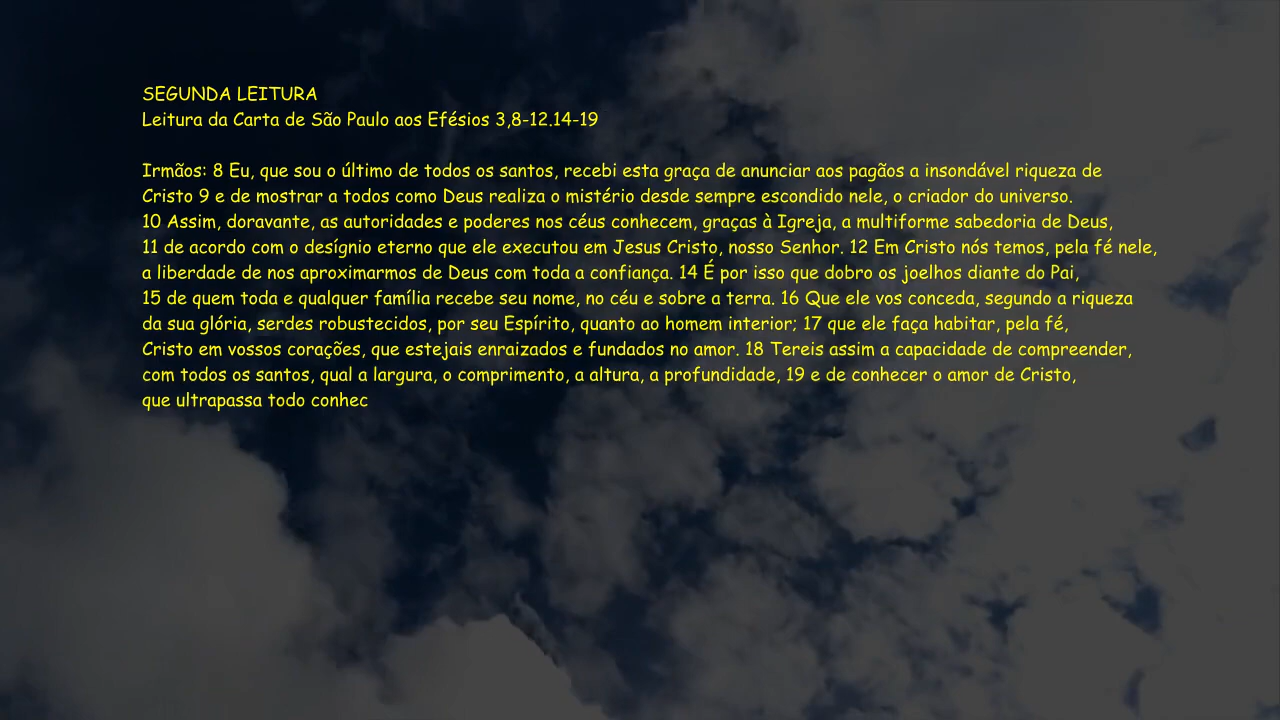 SEGUNDA LEITURA
Leitura da Carta de São Paulo aos Efésios 3,8-12.14-19
Irmãos: 8 Eu, que sou o último de todos os santos, recebi esta graça de anunciar aos pagãos a insondável riqueza de
Cristo 9 e de mostrar a todos como Deus realiza o mistério desde sempre escondido nele, o criador do universo.
10 Assim, doravante, as autoridades e poderes nos céus conhecem, graças à Igreja, a multiforme sabedoria de Deus,
11 de acordo com o desígnio eterno que ele executou em Jesus Cristo, nosso Senhor. 12 Em Cristo nós temos, pela fé nele,
a liberdade de nos aproximarmos de Deus com toda a confiança. 14 É por isso que dobro os joelhos diante do Pai,
15 de quem toda e qualquer família recebe seu nome, no céu e sobre a terra. 16 Que ele vos conceda, segundo a riqueza
da sua glória, serdes robustecidos, por seu Espírito, quanto ao homem interior; 17 que ele faça habitar, pela fé,
Cristo em vossos corações, que estejais enraizados e fundados no amor. 18 Tereis assim a capacidade de compreender,
com todos os santos, qual a largura, o comprimento, a altura, a profundidade, 19 e de conhecer o amor de Cristo,
que ultrapassa todo conhec